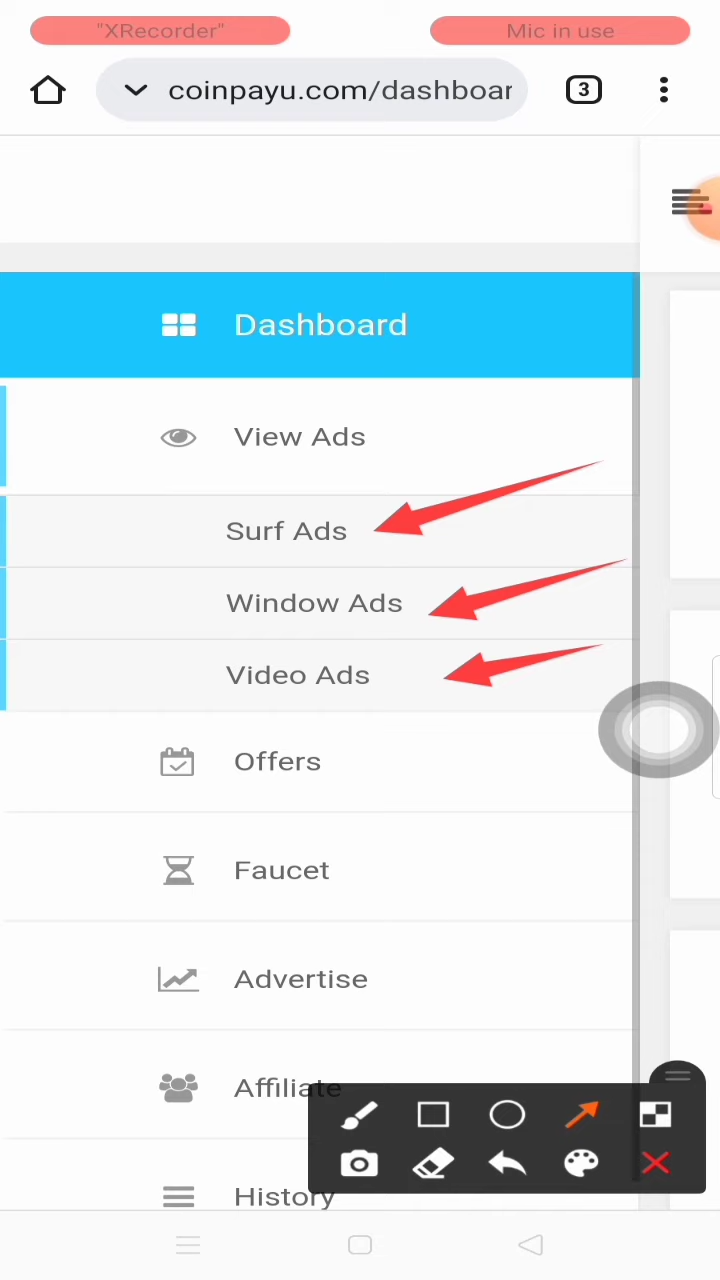 "XRecorder"
Mic in use
coinpayu.com/dashboar
3
Dashboard
View Ads
Surf Ads
Window Ads
Video Ads
Offers
Faucet
Advertise
Affiliate
History